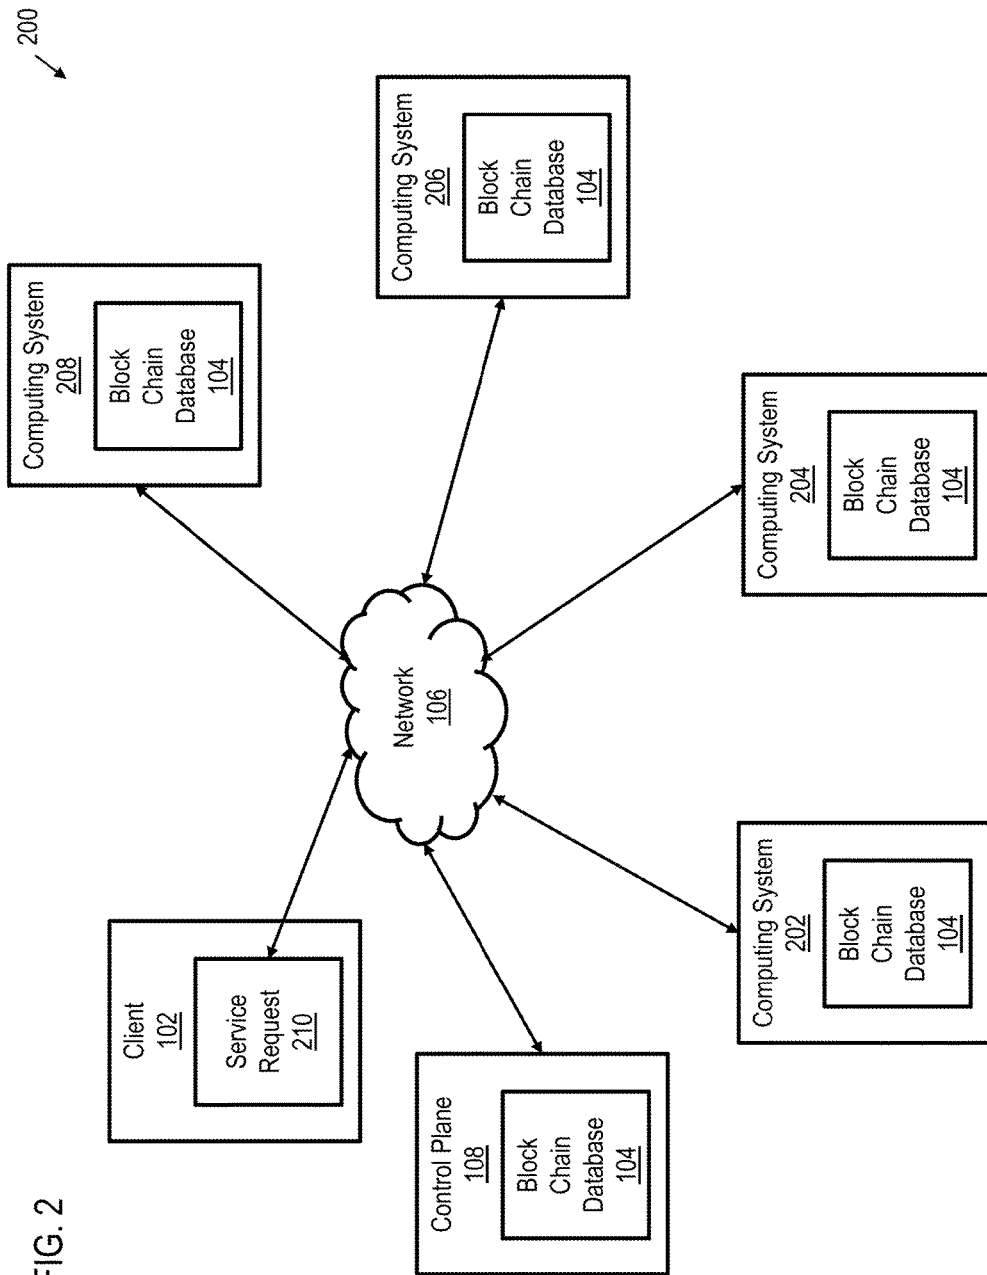 FIG. 2
200
Client
102
Service
Request
210
Computing System
208
Block
Chain
Database
104
Control Plane
108
Block
Chain
Database
104
Network
106
Computing System
206
Block
Chain
Database
104
Computing System
202
Block
Chain
Database
104
Computing System
204
Block
Chain
Database
104